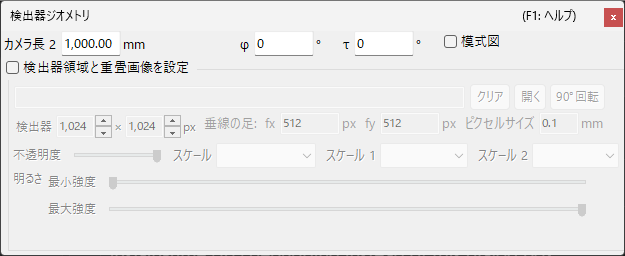 検出器ジオメトリ (F1: ヘルプ) x
カメラ長 2 1,000.00 mm φ 0 ° τ 0 ° 模式図
検出器領域と重畳画像を設定
クリア 開く 90° 回転
検出器 1,024 × 1,024 px 垂線の足: fx 512 px fy 512 px ピクセルサイズ 0.1 mm
不透明度 スケール スケール 1 スケール 2
明るさ 最小強度
最大強度